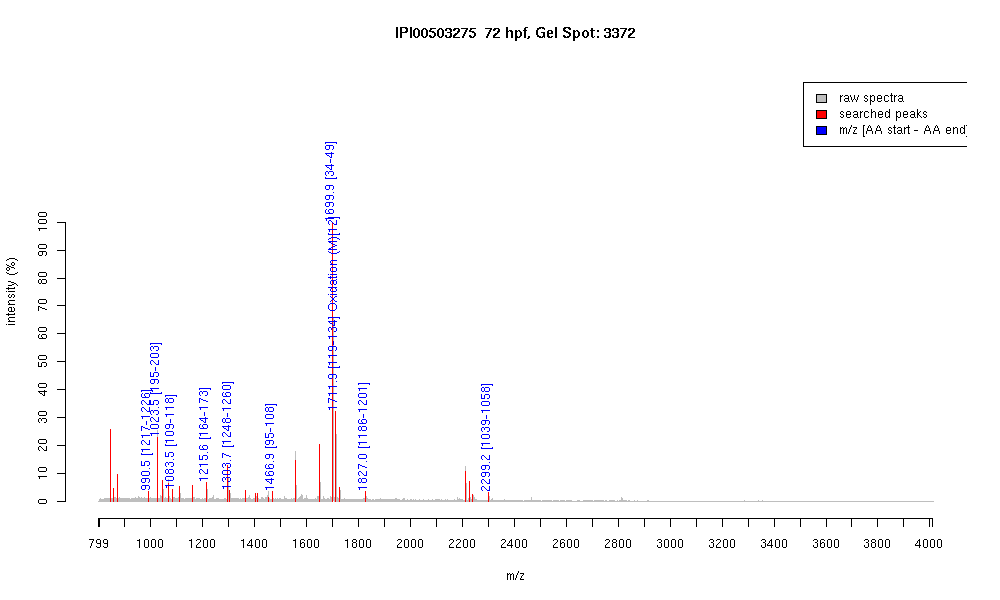 IPI00503275 72 hpf, Gel Spot: 3372
raw spectra
searched peaks
m/z [AA start - AA end]
intensity (%)
100
90
80
70
60
50
40
30
20
10
0
990.5 [1217-1226]
1023.5 [195-203]
1083.5 [109-118]
1215.6 [164-173]
1303.7 [1248-1260]
1466.9 [95-108]
1699.9 [34-49]
1711.9 [119-134] Oxidation (M)[12]
1827.0 [1186-1201]
2299.2 [1039-1058]
799 1000 1200 1400 1600 1800 2000 2200 2400 2600 2800 3000 3200 3400 3600 3800 4000
m/z